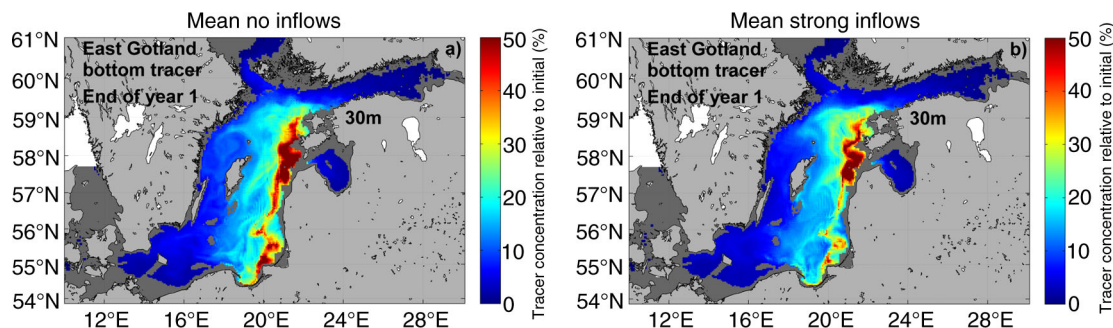 Mean no inflows
61°N
60°N
59°N
58°N
57°N
56°N
55°N
54°N
12°E
16°E
20°E
24°E
28°E
East Gotland
bottom tracer
End of year 1
a)
30m
50
40
30
20
10
0
Tracer concentration relative to initial (%)
Mean strong inflows
61°N
60°N
59°N
58°N
57°N
56°N
55°N
54°N
12°E
16°E
20°E
24°E
28°E
East Gotland
bottom tracer
End of year 1
b)
30m
50
40
30
20
10
0
Tracer concentration relative to initial (%)